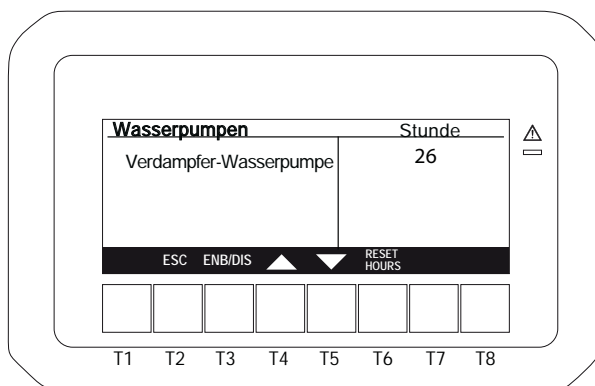 Wasserpumpen Stunde
Verdampfer-Wasserpumpe 26
ESC ENB/DIS RESET
HOURS
T1 T2 T3 T4 T5 T6 T7 T8